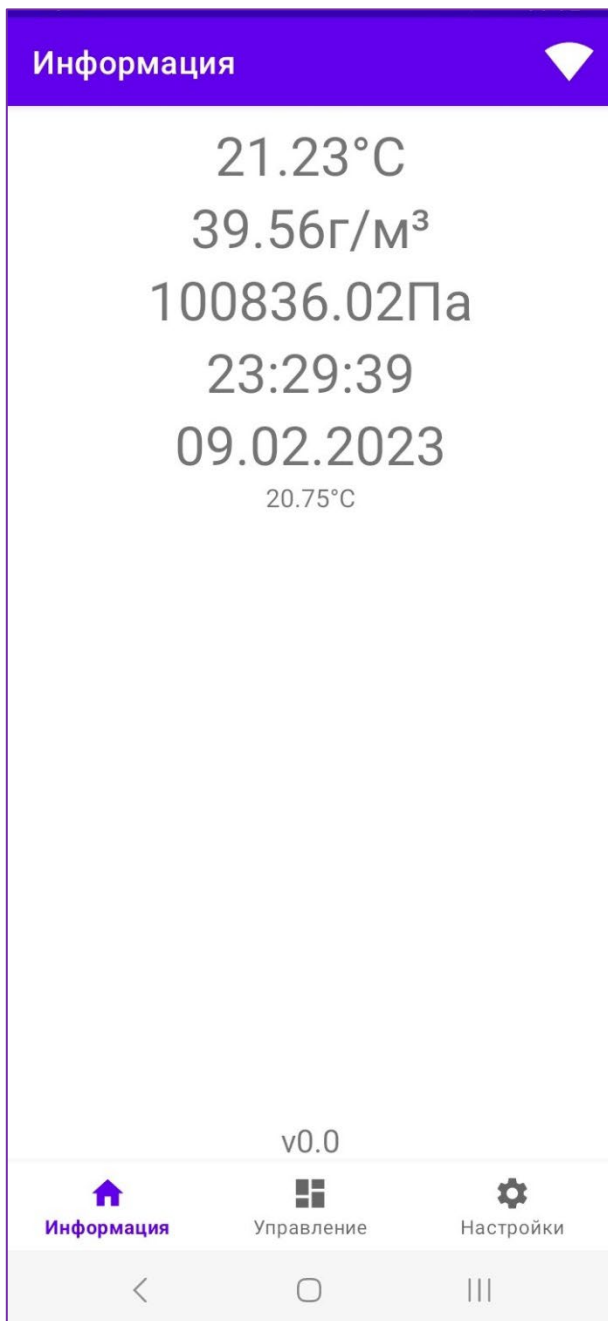 Информация
21.23°C
39.56г/м³
100836.02Па
23:29:39
09.02.2023
20.75°C
v0.0
Информация Управление Настройки